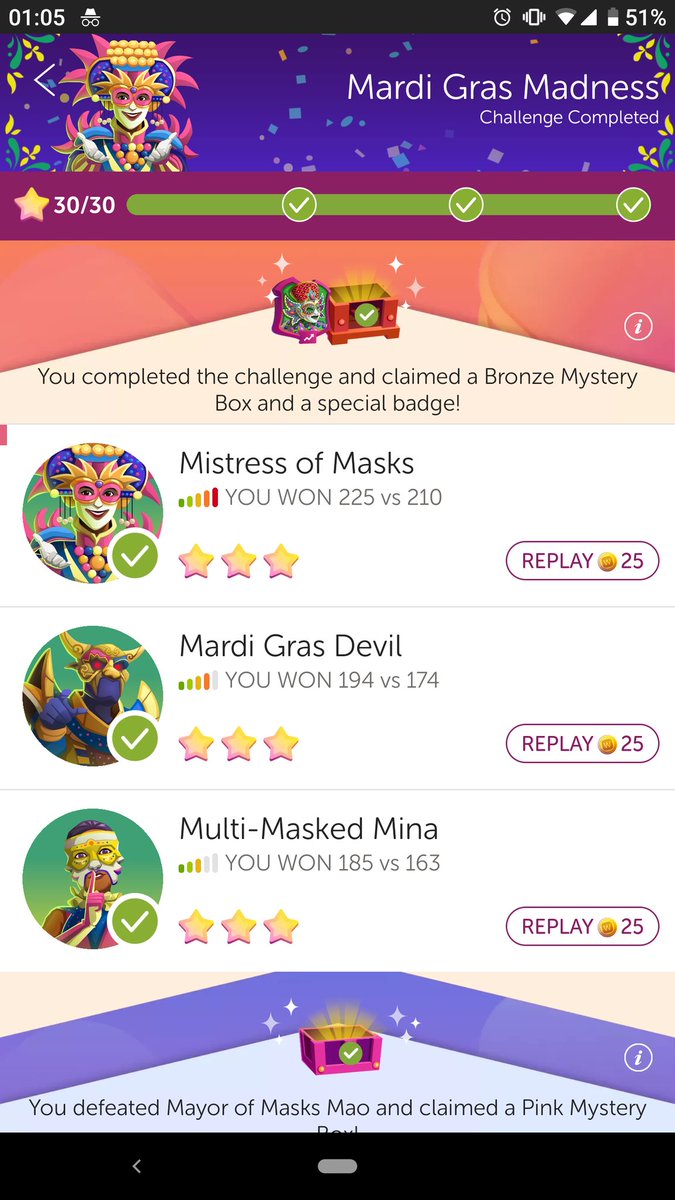 01:05
51%
Mardi Gras Madness
Challenge Completed
30/30
You completed the challenge and claimed a Bronze Mystery
Box and a special badge!
Mistress of Masks
YOU WON 225 vs 210
REPLAY 25
Mardi Gras Devil
YOU WON 194 vs 174
REPLAY 25
Multi-Masked Mina
YOU WON 185 vs 163
REPLAY 25
You defeated Mayor of Masks Mao and claimed a Pink Mystery
Box!